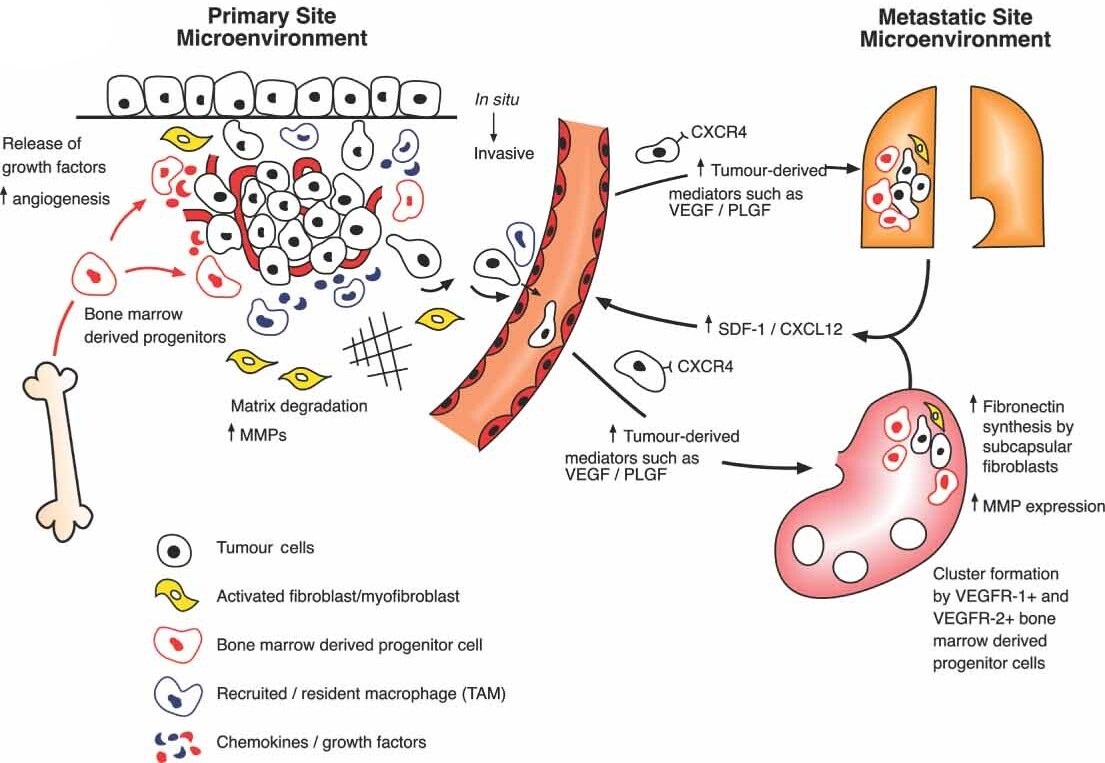 Primary Site
Microenvironment
Metastatic Site
Microenvironment
Release of
growth factors
↑ angiogenesis
In situ
Invasive
CXCR4
↑ Tumour-derived
mediators such as
VEGF / PLGF
Bone marrow
derived progenitors
↑ SDF-1 / CXCL12
CXCR4
Matrix degradation
↑ MMPs
↑ Tumour-derived
mediators such as
VEGF / PLGF
↑ Fibronectin
synthesis by
subcapsular
fibroblasts
↑ MMP expression
Cluster formation
by VEGFR-1+ and
VEGFR-2+ bone
marrow derived
progenitor cells
Tumour cells
Activated fibroblast/myofibroblast
Bone marrow derived progenitor cell
Recruited / resident macrophage (TAM)
Chemokines / growth factors